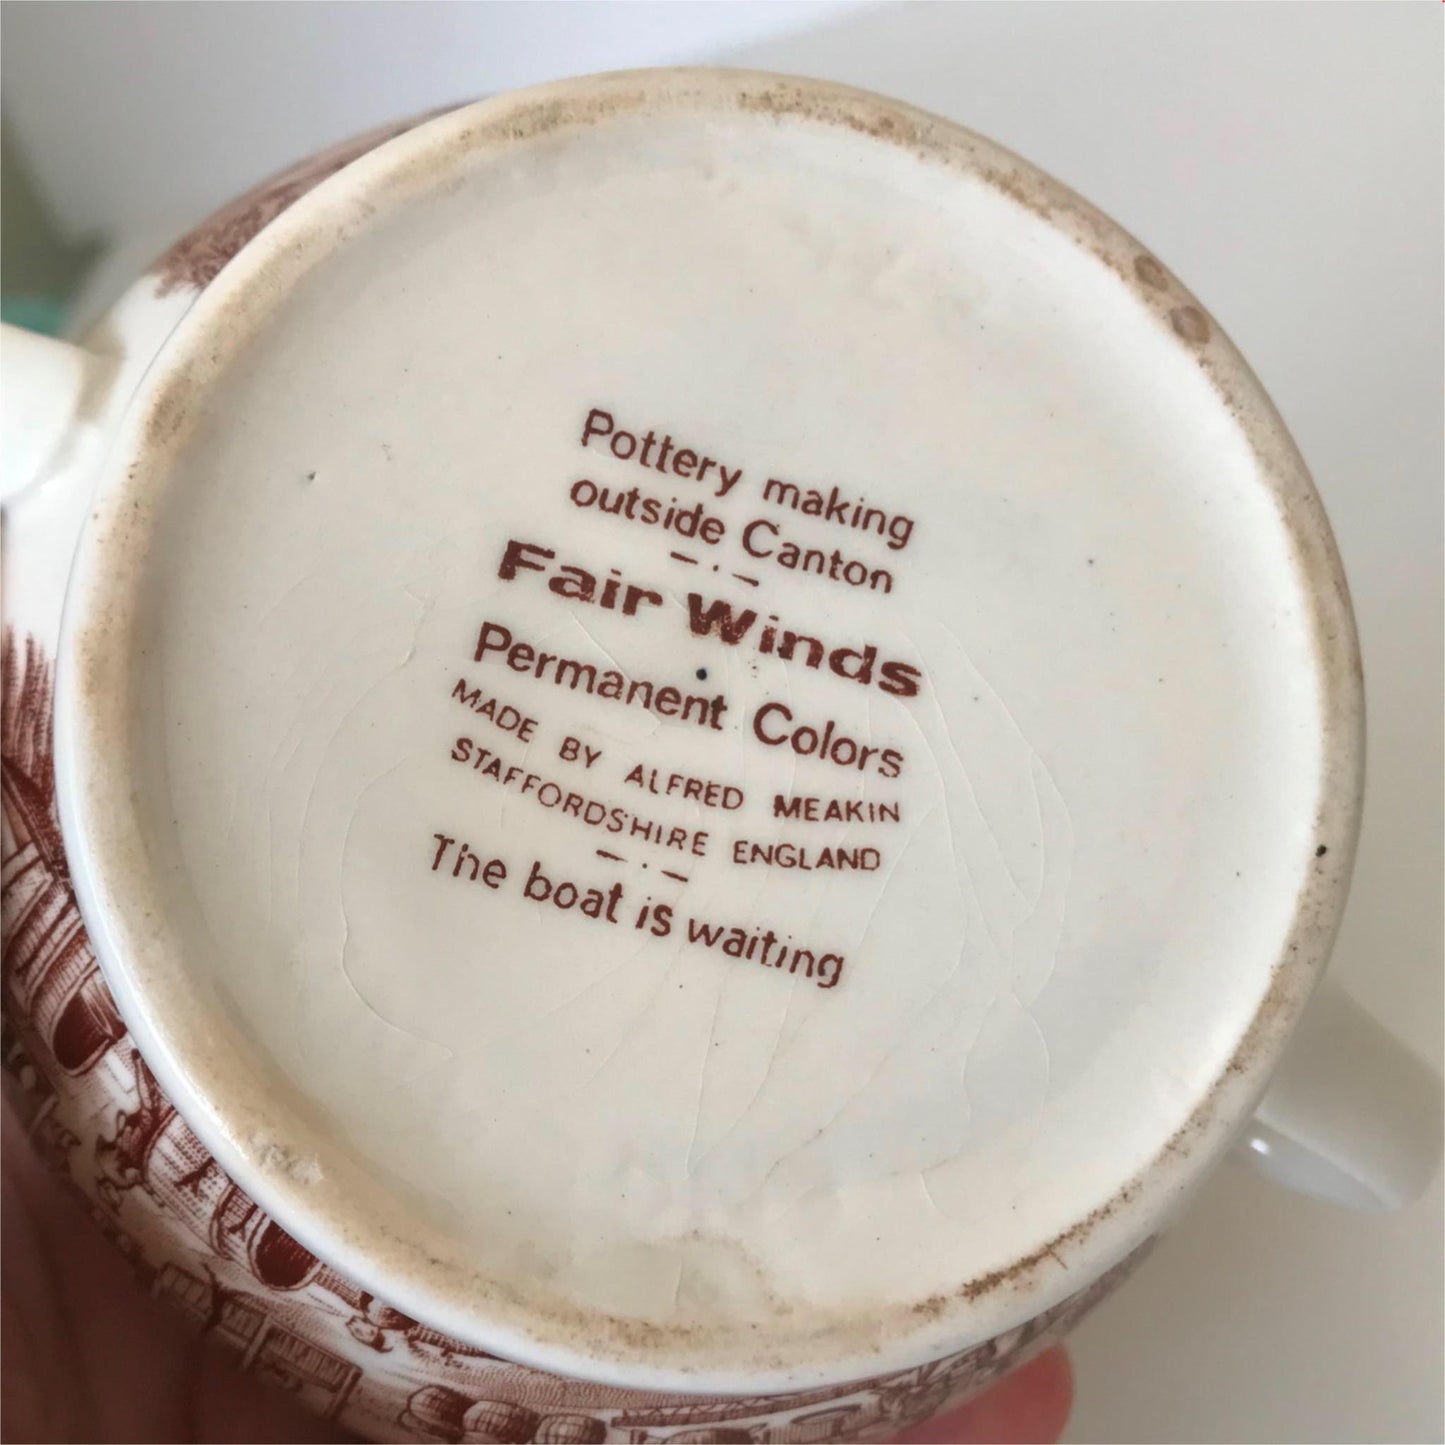 Pottery making
outside Canton
— · —
Fair Winds
Permanent Colors
MADE BY ALFRED MEAKIN
STAFFORDSHIRE ENGLAND
— · —
The boat is waiting